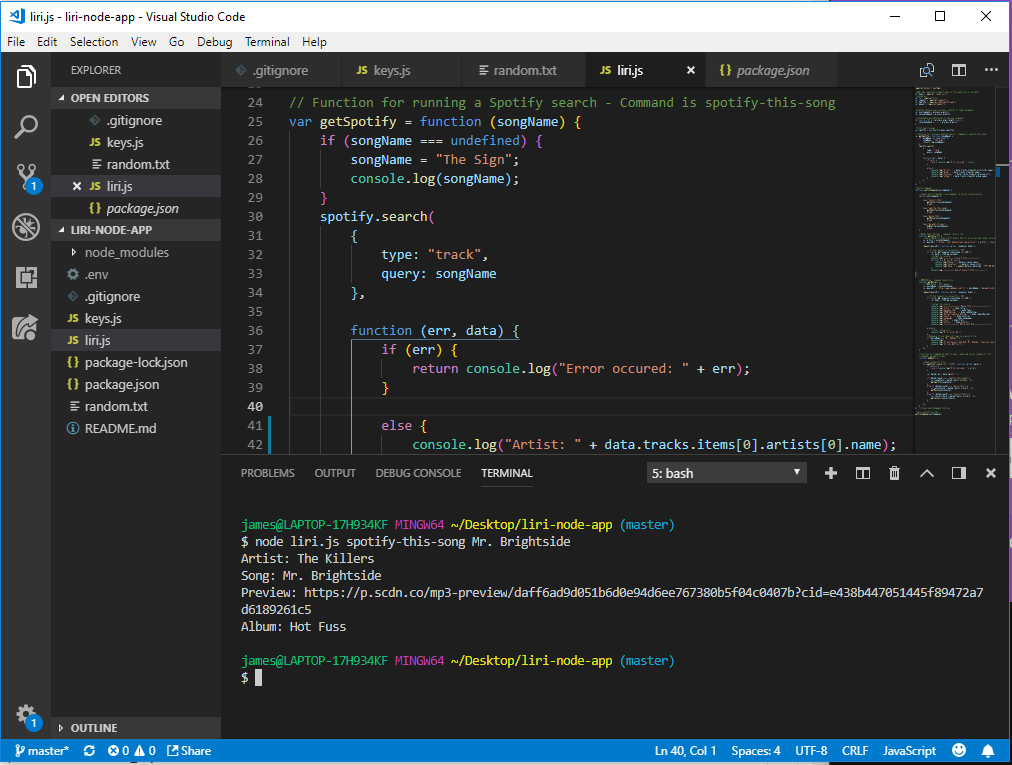 liri.js - liri-node-app - Visual Studio Code
File Edit Selection View Go Debug Terminal Help
EXPLORER
OPEN EDITORS
.gitignore
JS keys.js
random.txt
JS liri.js
{} package.json
LIRI-NODE-APP
node_modules
.env
.gitignore
JS keys.js
JS liri.js
{} package-lock.json
{} package.json
random.txt
README.md
OUTLINE
1
1
.gitignore JS keys.js random.txt JS liri.js {} package.json
24 // Function for running a Spotify search - Command is spotify-this-song
25 var getSpotify = function (songName) {
26 if (songName === undefined) {
27 songName = "The Sign";
28 console.log(songName);
29 }
30 spotify.search(
31 {
32 type: "track",
33 query: songName
34 },
35
36 function (err, data) {
37 if (err) {
38 return console.log("Error occured: " + err);
39 }
40
41 else {
42 console.log("Artist: " + data.tracks.items[0].artists[0].name);
PROBLEMS OUTPUT DEBUG CONSOLE TERMINAL 5: bash
james@LAPTOP-17H934KF MINGW64 ~/Desktop/liri-node-app (master)
$ node liri.js spotify-this-song Mr. Brightside
Artist: The Killers
Song: Mr. Brightside
Preview: https://p.scdn.co/mp3-preview/daff6ad9d051b6d0e94d6ee767380b5f04c0407b?cid=e438b447051445f89472a7
d6189261c5
Album: Hot Fuss
james@LAPTOP-17H934KF MINGW64 ~/Desktop/liri-node-app (master)
$
master* 0 0 Share Ln 40, Col 1 Spaces: 4 UTF-8 CRLF JavaScript